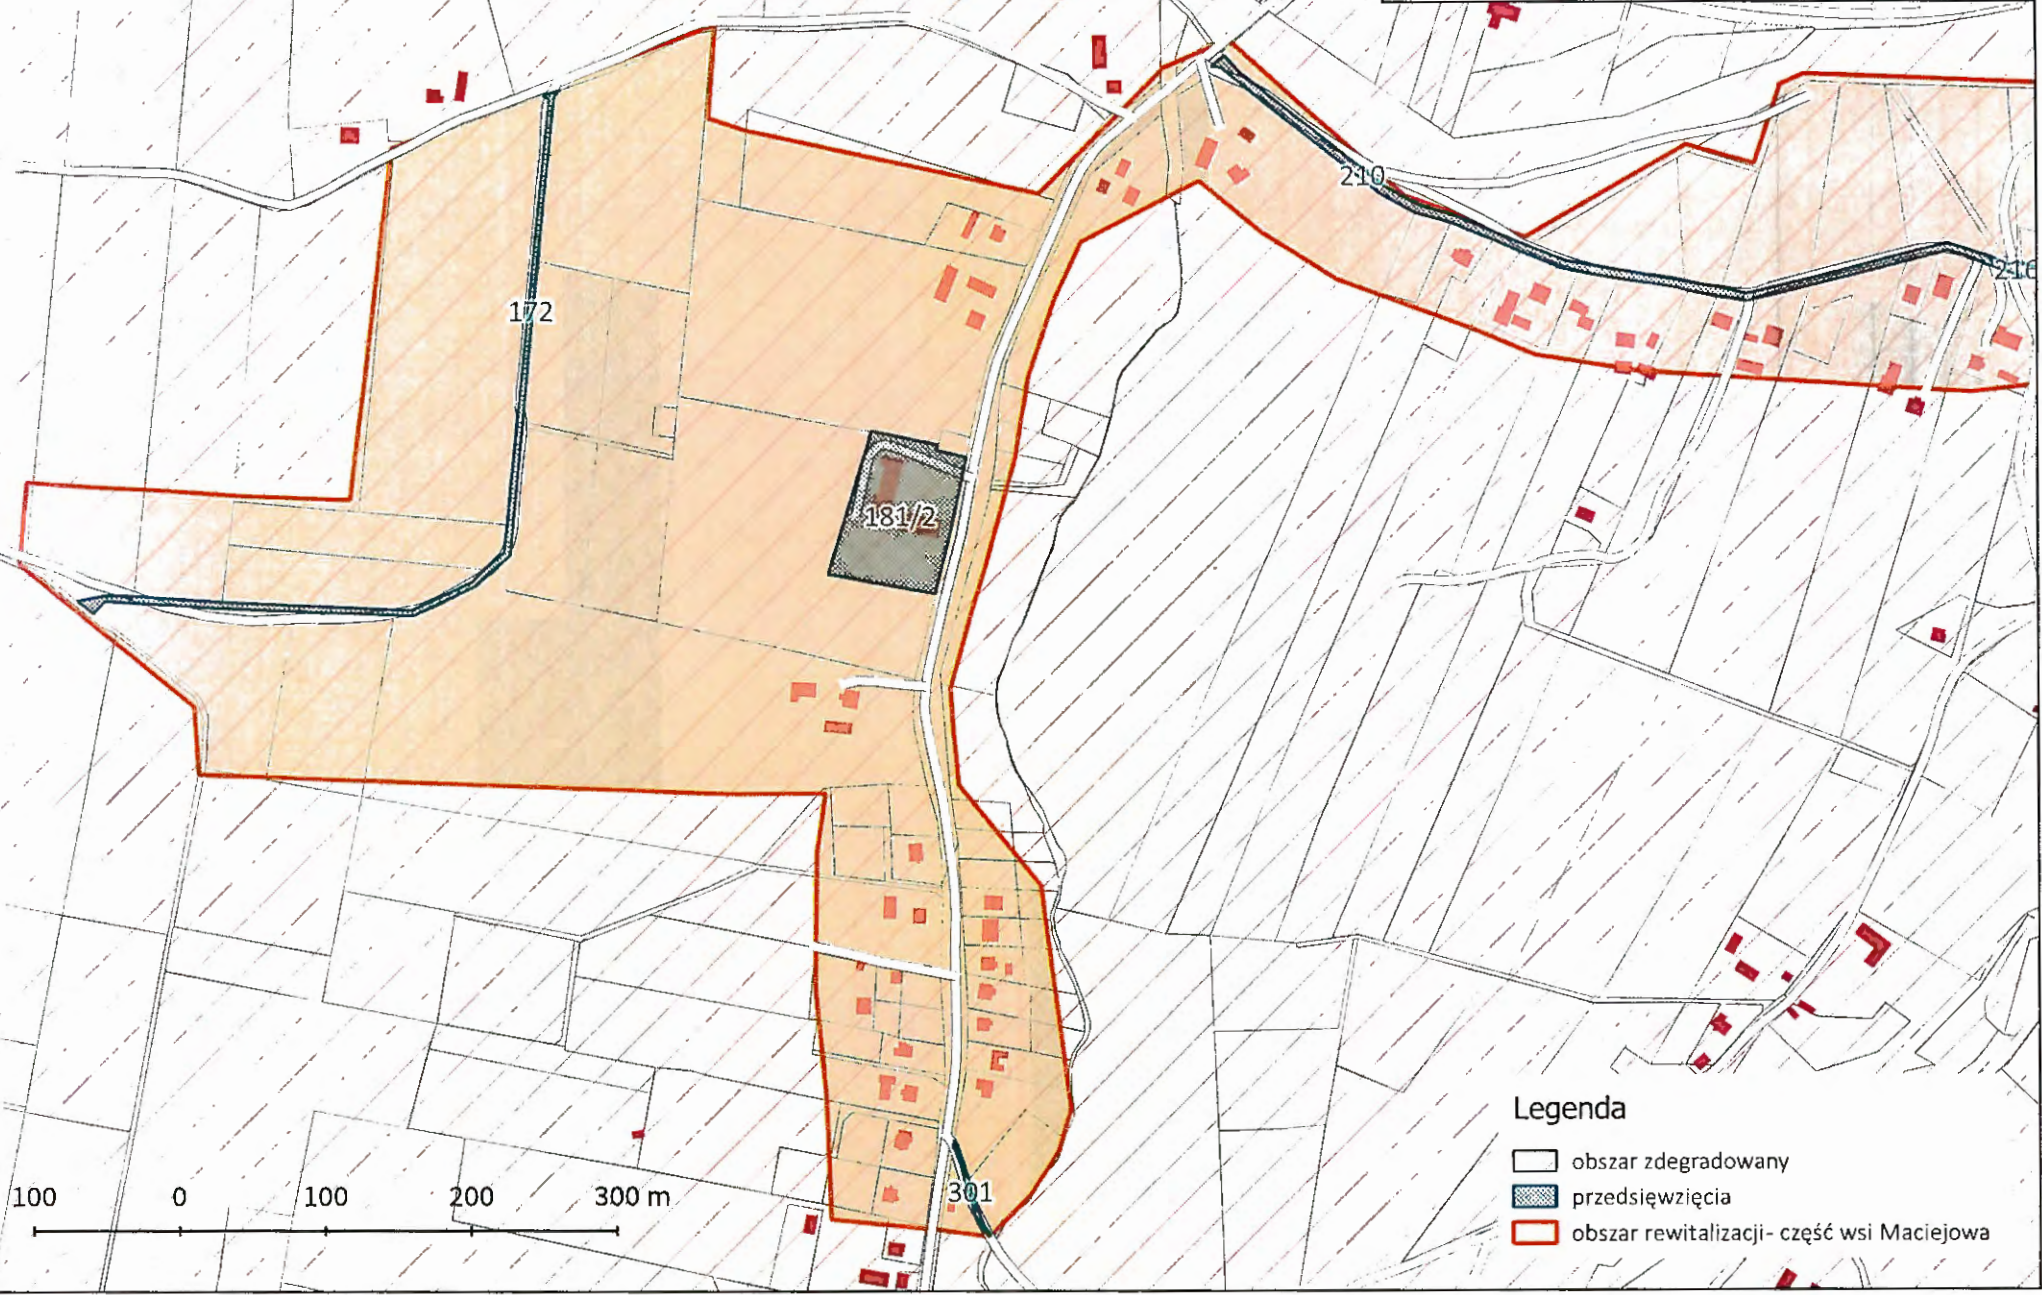 210
216
172
181/2
301
Legenda
obszar zdegradowany
przedsięwzięcia
obszar rewitalizacji- część wsi Maciejowa
100 0 100 200 300 m